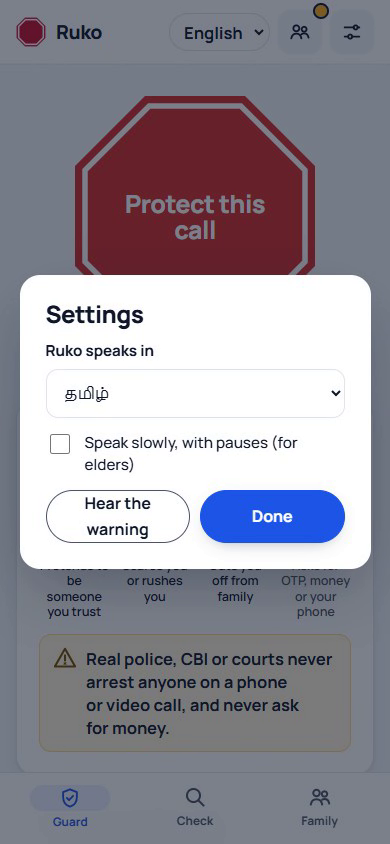 Ruko
English
Protect this
call
Settings
Ruko speaks in
தமிழ்
Speak slowly, with pauses (for
elders)
Hear the
warning
Done
be
someone
you trust
or rushes
you
off from
family
OTP, money
or your
phone
Real police, CBI or courts never
arrest anyone on a phone
or video call, and never ask
for money.
Guard
Check
Family